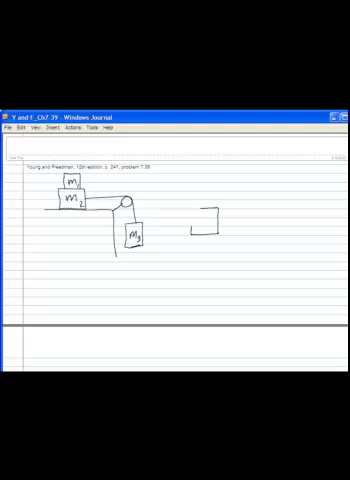 Y and F_Ch7 39 - Windows Journal
File Edit View Insert Actions Tools Help
Young and Freedman, 12th edition, p. 241, problem 7.39
m₁
m₂
m₃